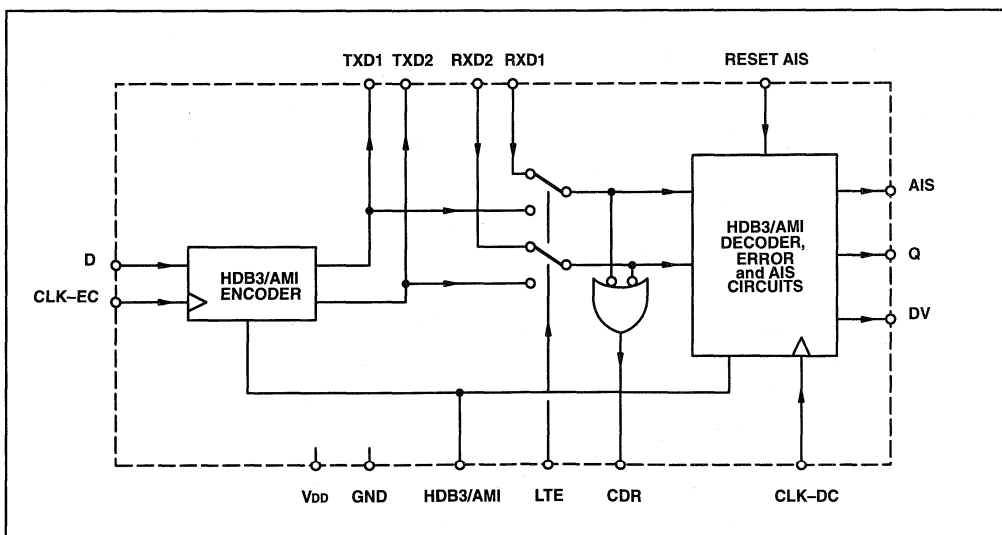 TXD1 TXD2 RXD2 RXD1 RESET AIS
D
CLK–EC
HDB3/AMI
ENCODER
HDB3/AMI
DECODER,
ERROR
and AIS
CIRCUITS
AIS
Q
DV
VDD GND HDB3/AMI LTE CDR CLK–DC